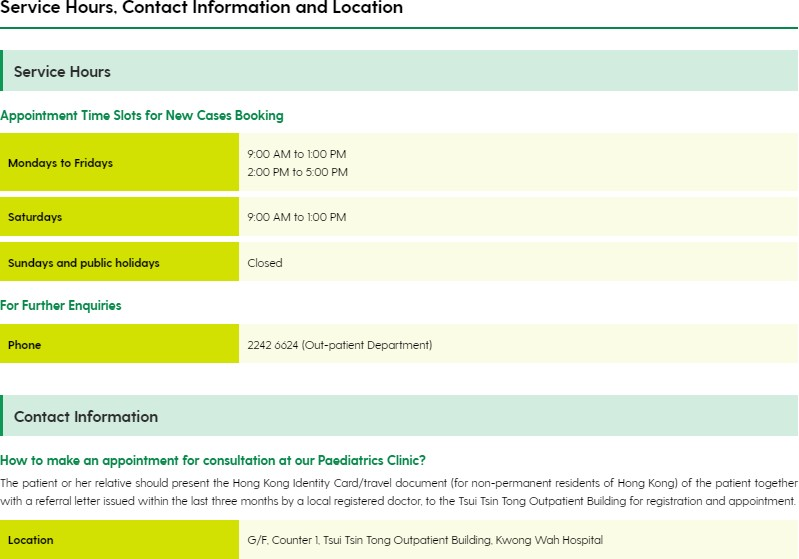 Service Hours, Contact Information and Location
Service Hours
Appointment Time Slots for New Cases Booking
Mondays to Fridays
9:00 AM to 1:00 PM
2:00 PM to 5:00 PM
Saturdays
9:00 AM to 1:00 PM
Sundays and public holidays
Closed
For Further Enquiries
Phone
2242 6624 (Out-patient Department)
Contact Information
How to make an appointment for consultation at our Paediatrics Clinic?
The patient or her relative should present the Hong Kong Identity Card/travel document (for non-permanent residents of Hong Kong) of the patient together
with a referral letter issued within the last three months by a local registered doctor, to the Tsui Tsin Tong Outpatient Building for registration and appointment.
Location
G/F, Counter 1, Tsui Tsin Tong Outpatient Building, Kwong Wah Hospital